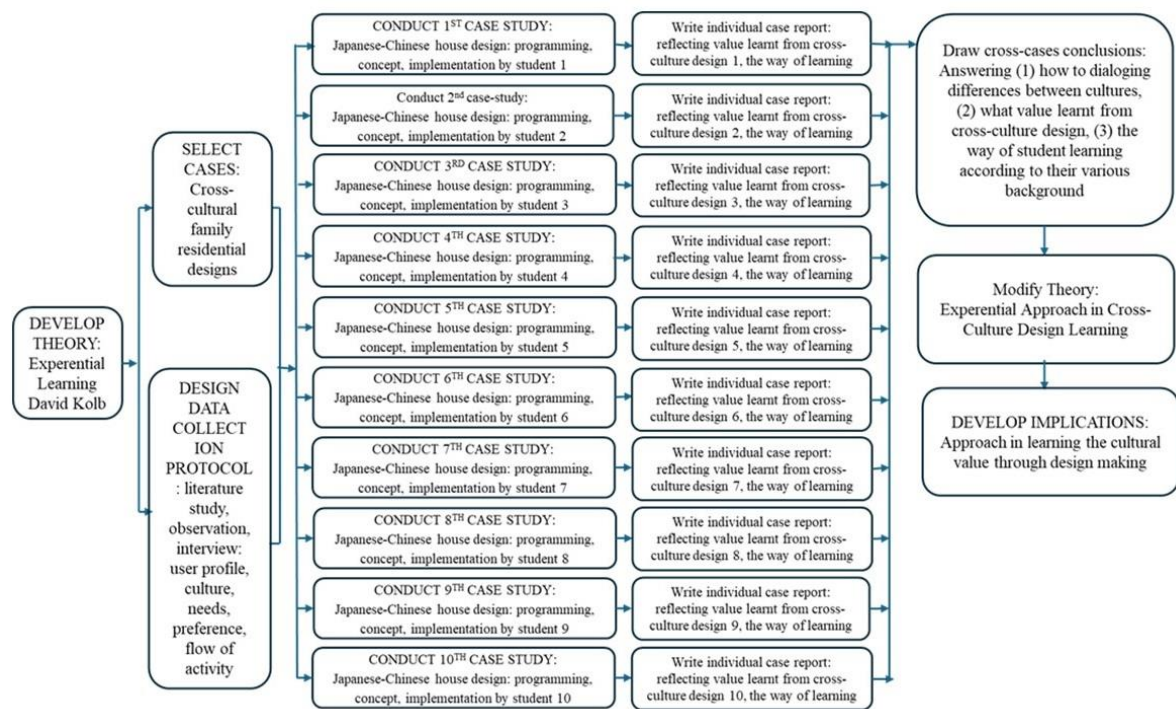 DEVELOP
THEORY:
Experential
Learning
David Kolb
SELECT
CASES:
Cross-
cultural
family
residential
designs
DESIGN
DATA
COLLECT
ION
PROTOCOL
: literature
study,
observation,
interview:
user profile,
culture,
needs,
preference,
flow of
activity
CONDUCT 1ST CASE STUDY:
Japanese-Chinese house design: programming,
concept, implementation by student 1
Write individual case report:
reflecting value learnt from cross-
culture design 1, the way of learning
Conduct 2nd case-study:
Japanese-Chinese house design: programming,
concept, implementation by student 2
Write individual case report:
reflecting value learnt from cross-
culture design 2, the way of learning
CONDUCT 3RD CASE STUDY:
Japanese-Chinese house design: programming,
concept, implementation by student 3
Write individual case report:
reflecting value learnt from cross-
culture design 3, the way of learning
CONDUCT 4TH CASE STUDY:
Japanese-Chinese house design: programming,
concept, implementation by student 4
Write individual case report:
reflecting value learnt from cross-
culture design 4, the way of learning
CONDUCT 5TH CASE STUDY:
Japanese-Chinese house design: programming,
concept, implementation by student 5
Write individual case report:
reflecting value learnt from cross-
culture design 5, the way of learning
CONDUCT 6TH CASE STUDY:
Japanese-Chinese house design: programming,
concept, implementation by student 6
Write individual case report:
reflecting value learnt from cross-
culture design 6, the way of learning
CONDUCT 7TH CASE STUDY:
Japanese-Chinese house design: programming,
concept, implementation by student 7
Write individual case report:
reflecting value learnt from cross-
culture design 7, the way of learning
CONDUCT 8TH CASE STUDY:
Japanese-Chinese house design: programming,
concept, implementation by student 8
Write individual case report:
reflecting value learnt from cross-
culture design 8, the way of learning
CONDUCT 9TH CASE STUDY:
Japanese-Chinese house design: programming,
concept, implementation by student 9
Write individual case report:
reflecting value learnt from cross-
culture design 9, the way of learning
CONDUCT 10TH CASE STUDY:
Japanese-Chinese house design: programming,
concept, implementation by student 10
Write individual case report:
reflecting value learnt from cross-
culture design 10, the way of learning
Draw cross-cases conclusions:
Answering (1) how to dialoging
differences between cultures,
(2) what value learnt from
cross-culture design, (3) the
way of student learning
according to their various
background
Modify Theory:
Experential Approach in Cross-
Culture Design Learning
DEVELOP IMPLICATIONS:
Approach in learning the cultural
value through design making